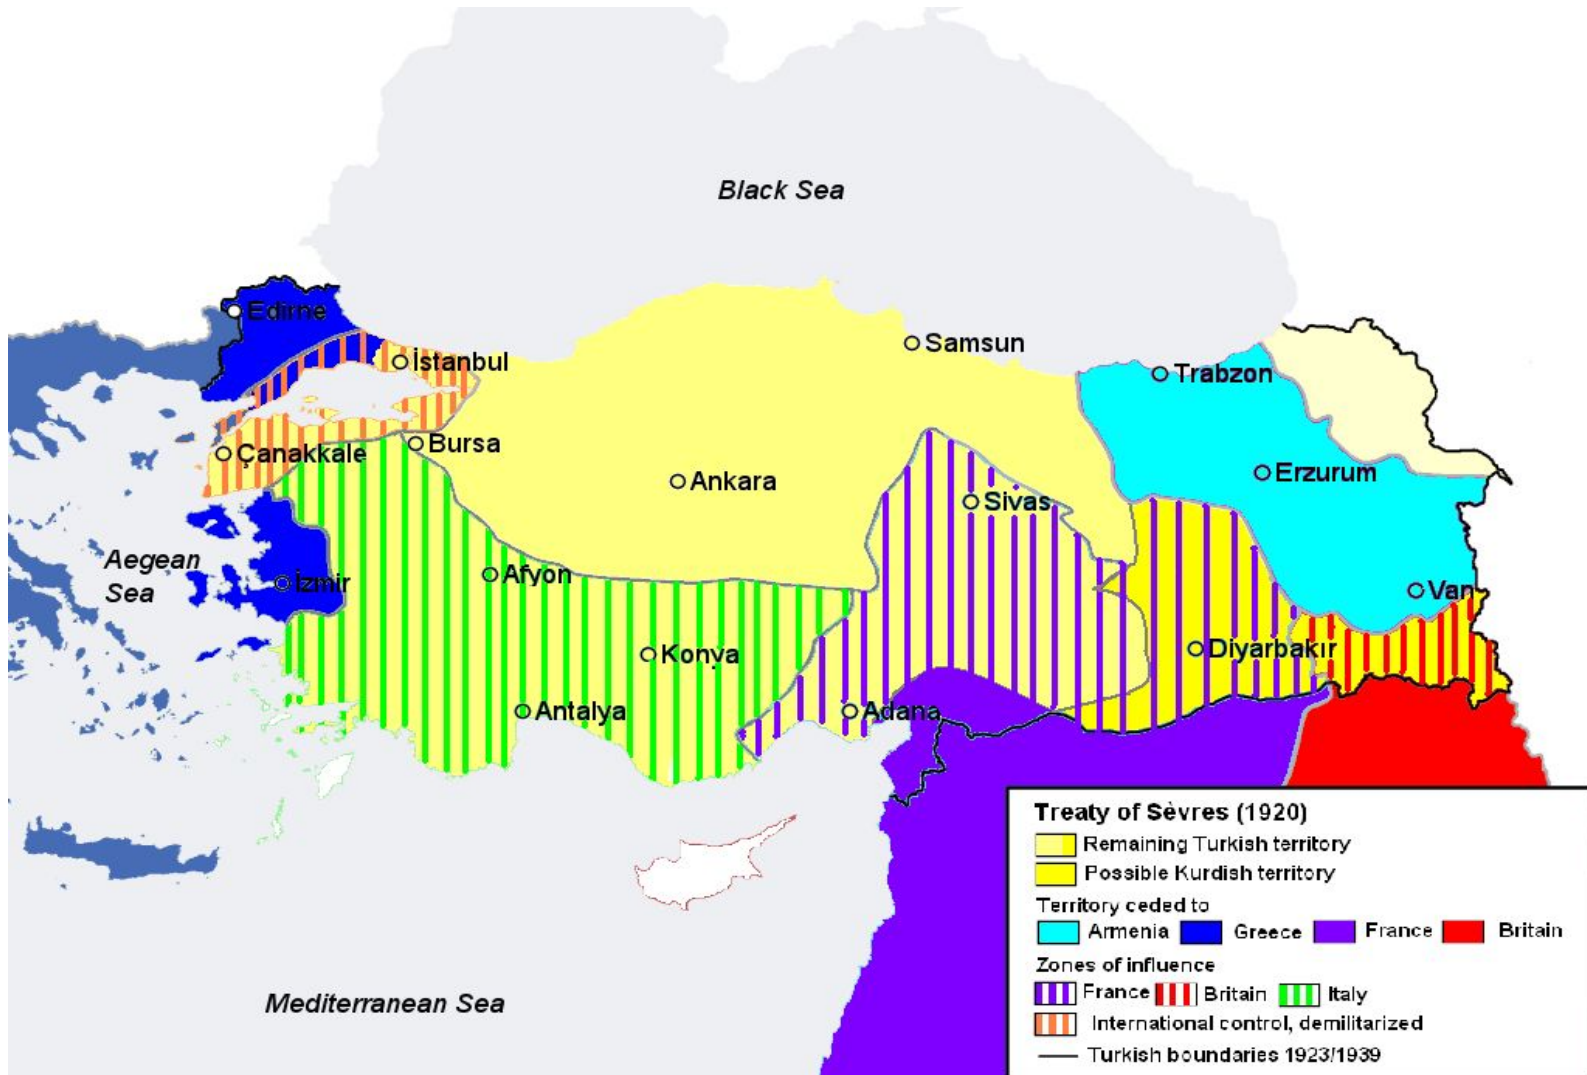 Black Sea
Edirne
İstanbul
Samsun
Trabzon
Çanakkale
Bursa
Ankara
Erzurum
Sivas
Aegean
Sea
İzmir
Afyon
Van
Konya
Diyarbakır
Antalya
Adana
Mediterranean Sea
Treaty of Sèvres (1920)
Remaining Turkish territory
Possible Kurdish territory
Territory ceded to
Armenia Greece France Britain
Zones of influence
France Britain Italy
International control, demilitarized
Turkish boundaries 1923/1939